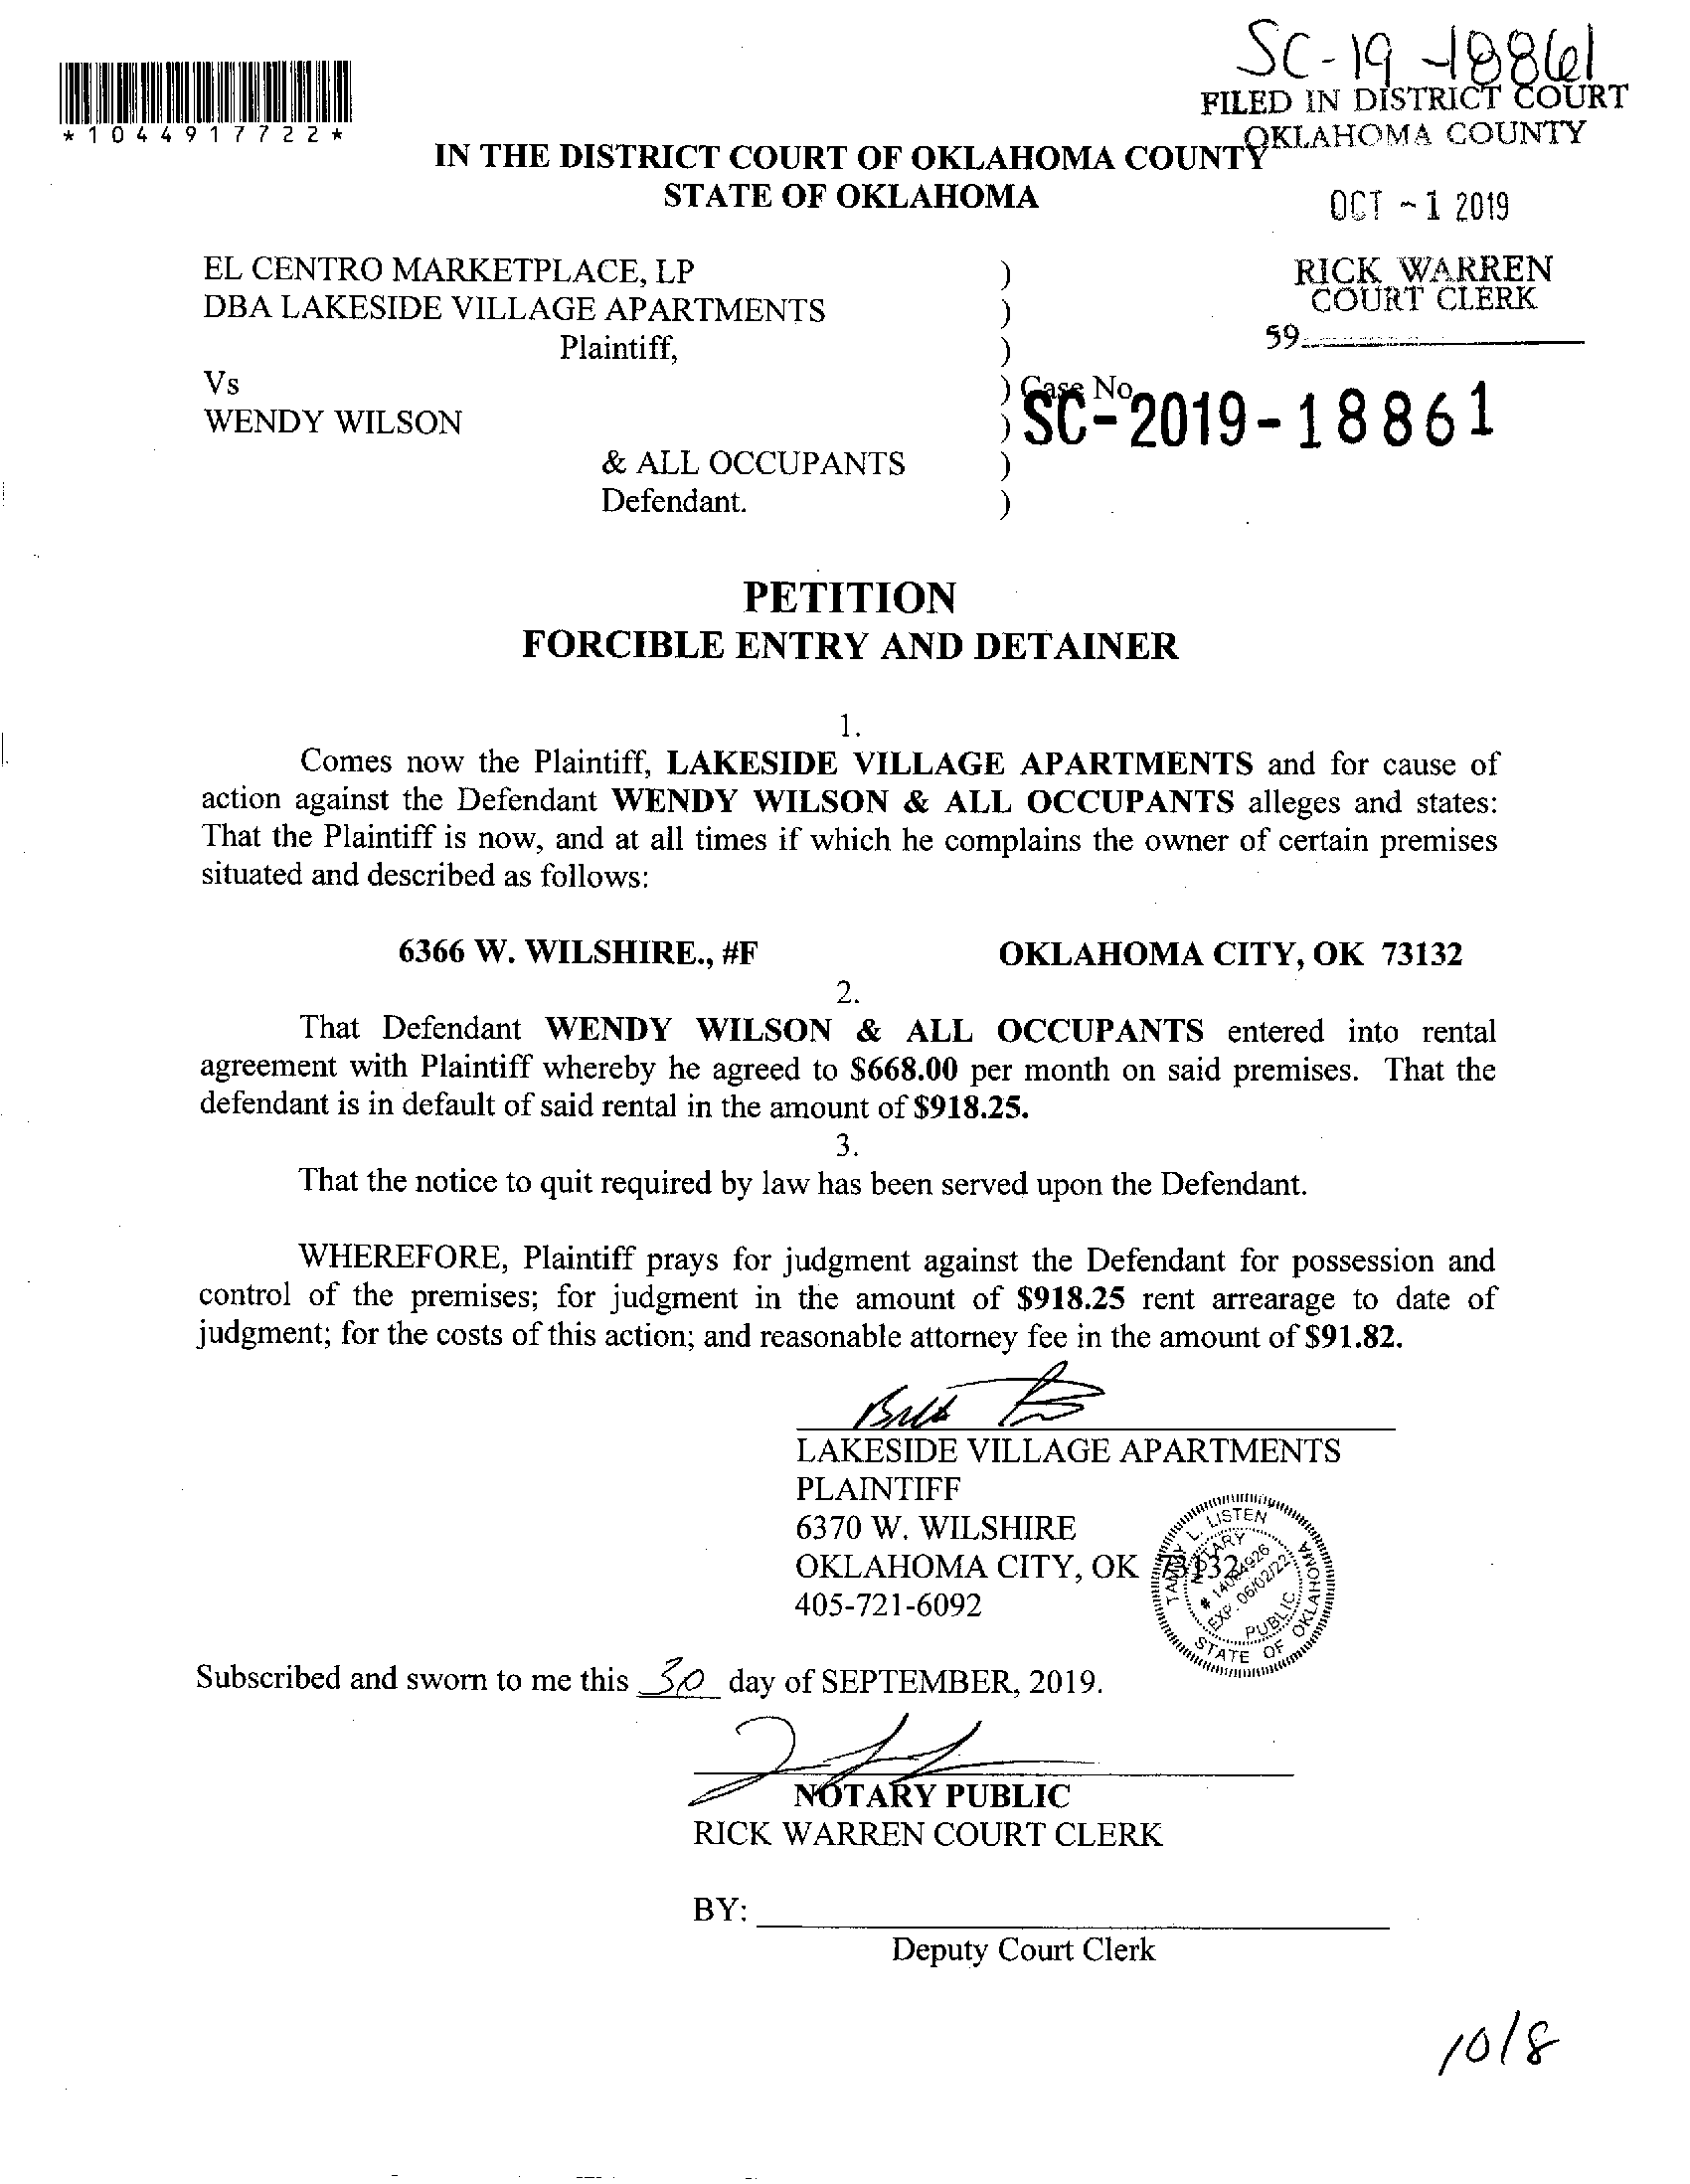 SC-19-18861
FILED IN DISTRICT COURT
OKLAHOMA COUNTY
*1044917722*
IN THE DISTRICT COURT OF OKLAHOMA COUNTY
STATE OF OKLAHOMA
OCT -1 2019
EL CENTRO MARKETPLACE, LP )
RICK WARREN
COURT CLERK
DBA LAKESIDE VILLAGE APARTMENTS )
59
Plaintiff, )
Vs ) Case No.
SC-2019-18861
WENDY WILSON )
& ALL OCCUPANTS )
Defendant. )
PETITION
FORCIBLE ENTRY AND DETAINER
1.
Comes now the Plaintiff, LAKESIDE VILLAGE APARTMENTS and for cause of
action against the Defendant WENDY WILSON & ALL OCCUPANTS alleges and states:
That the Plaintiff is now, and at all times if which he complains the owner of certain premises
situated and described as follows:
6366 W. WILSHIRE., #F OKLAHOMA CITY, OK 73132
2.
That Defendant WENDY WILSON & ALL OCCUPANTS entered into rental
agreement with Plaintiff whereby he agreed to $668.00 per month on said premises. That the
defendant is in default of said rental in the amount of $918.25.
3.
That the notice to quit required by law has been served upon the Defendant.
WHEREFORE, Plaintiff prays for judgment against the Defendant for possession and
control of the premises; for judgment in the amount of $918.25 rent arrearage to date of
judgment; for the costs of this action; and reasonable attorney fee in the amount of $91.82.
LAKESIDE VILLAGE APARTMENTS
PLAINTIFF
6370 W. WILSHIRE
OKLAHOMA CITY, OK 73132
405-721-6092
TAMMY L. LISTEN
NOTARY
EXP. 06/02/22
PUBLIC
STATE OF OKLAHOMA
Subscribed and sworn to me this 30 day of SEPTEMBER, 2019.
NOTARY PUBLIC
RICK WARREN COURT CLERK
BY:
Deputy Court Clerk
10/8